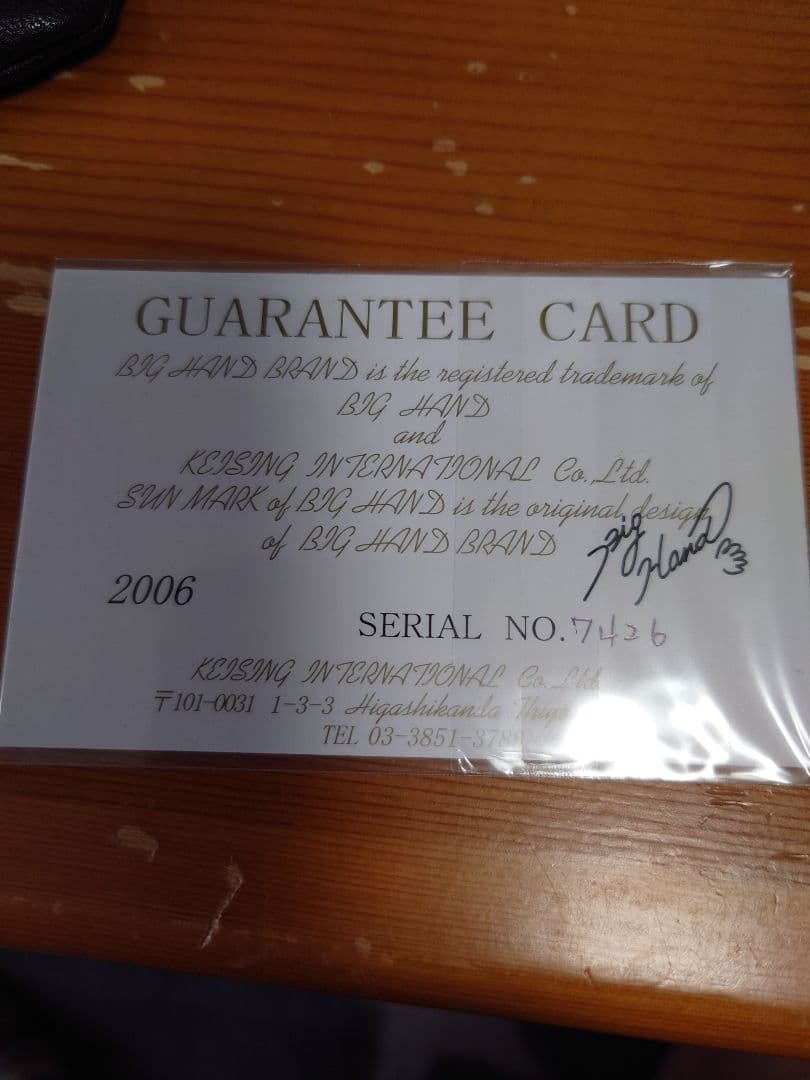 GUARANTEE CARD
BIG HAND BRAND is the registered trademark of
BIG HAND
and
KEISING INTERNATIONAL Co.,Ltd.
SUN MARK of BIG HAND is the original design
of BIG HAND BRAND
Big
Hand
2006
SERIAL NO.7426
KEISING INTERNATIONAL Co.,Ltd
〒101-0031 1-3-3 Higashikanda
TEL 03-3851-3788